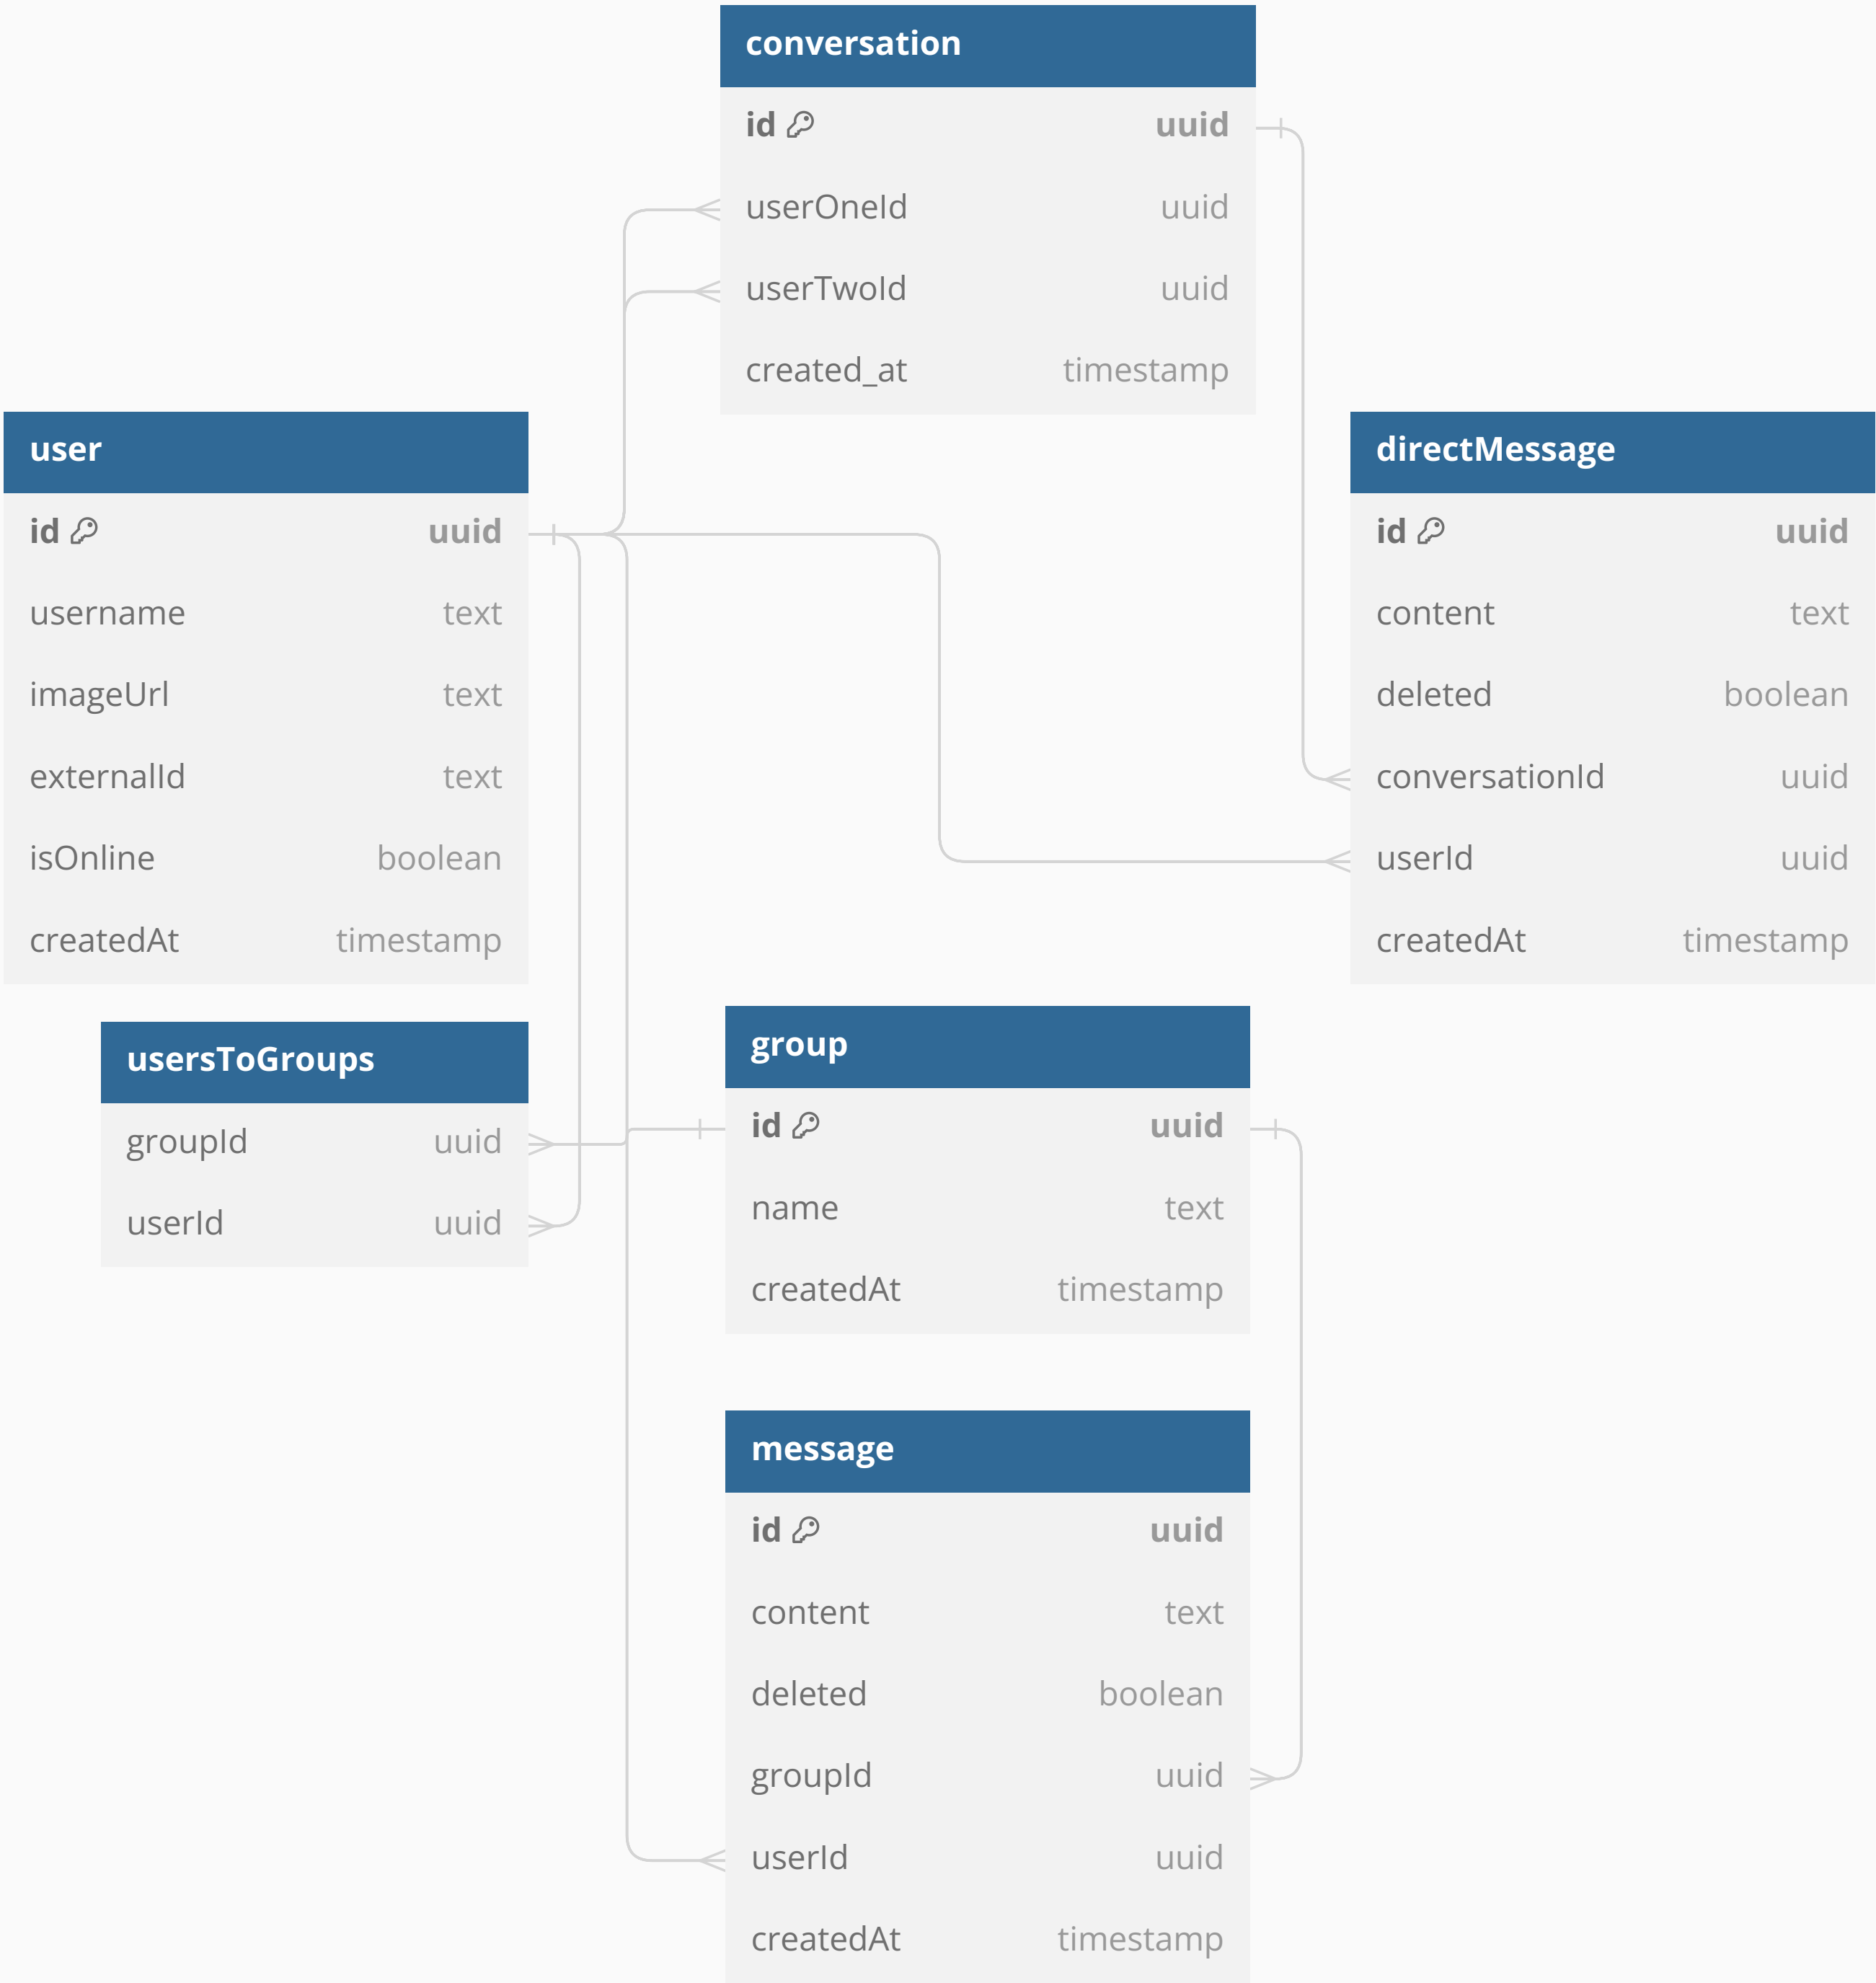 conversation
id uuid
userOneId uuid
userTwoId uuid
created_at timestamp
user
id uuid
username text
imageUrl text
externalId text
isOnline boolean
createdAt timestamp
directMessage
id uuid
content text
deleted boolean
conversationId uuid
userId uuid
createdAt timestamp
usersToGroups
groupId uuid
userId uuid
group
id uuid
name text
createdAt timestamp
message
id uuid
content text
deleted boolean
groupId uuid
userId uuid
createdAt timestamp